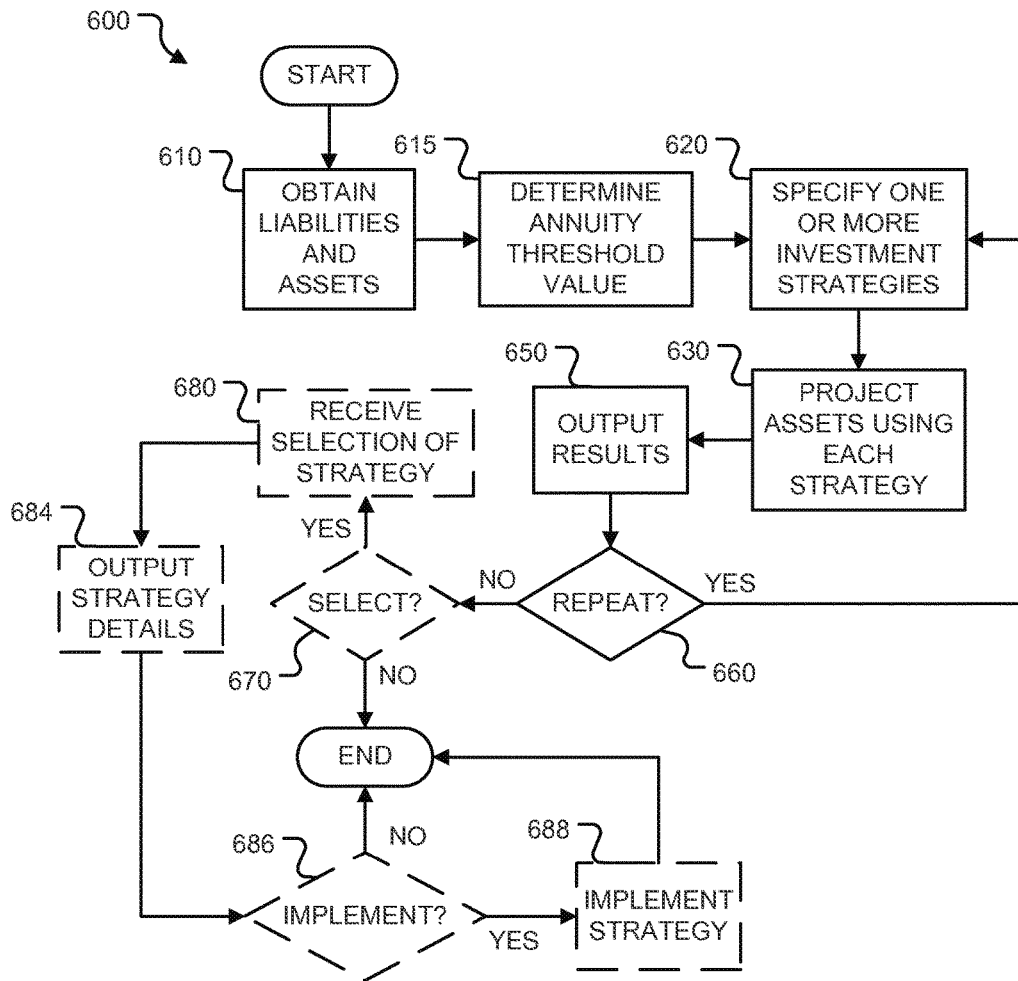 600
START
610
OBTAIN
LIABILITIES
AND
ASSETS
615
DETERMINE
ANNUITY
THRESHOLD
VALUE
620
SPECIFY ONE
OR MORE
INVESTMENT
STRATEGIES
630
PROJECT
ASSETS USING
EACH
STRATEGY
650
OUTPUT
RESULTS
REPEAT?
YES
NO
660
SELECT?
670
YES
NO
680
RECEIVE
SELECTION OF
STRATEGY
684
OUTPUT
STRATEGY
DETAILS
END
686
IMPLEMENT?
NO
YES
688
IMPLEMENT
STRATEGY